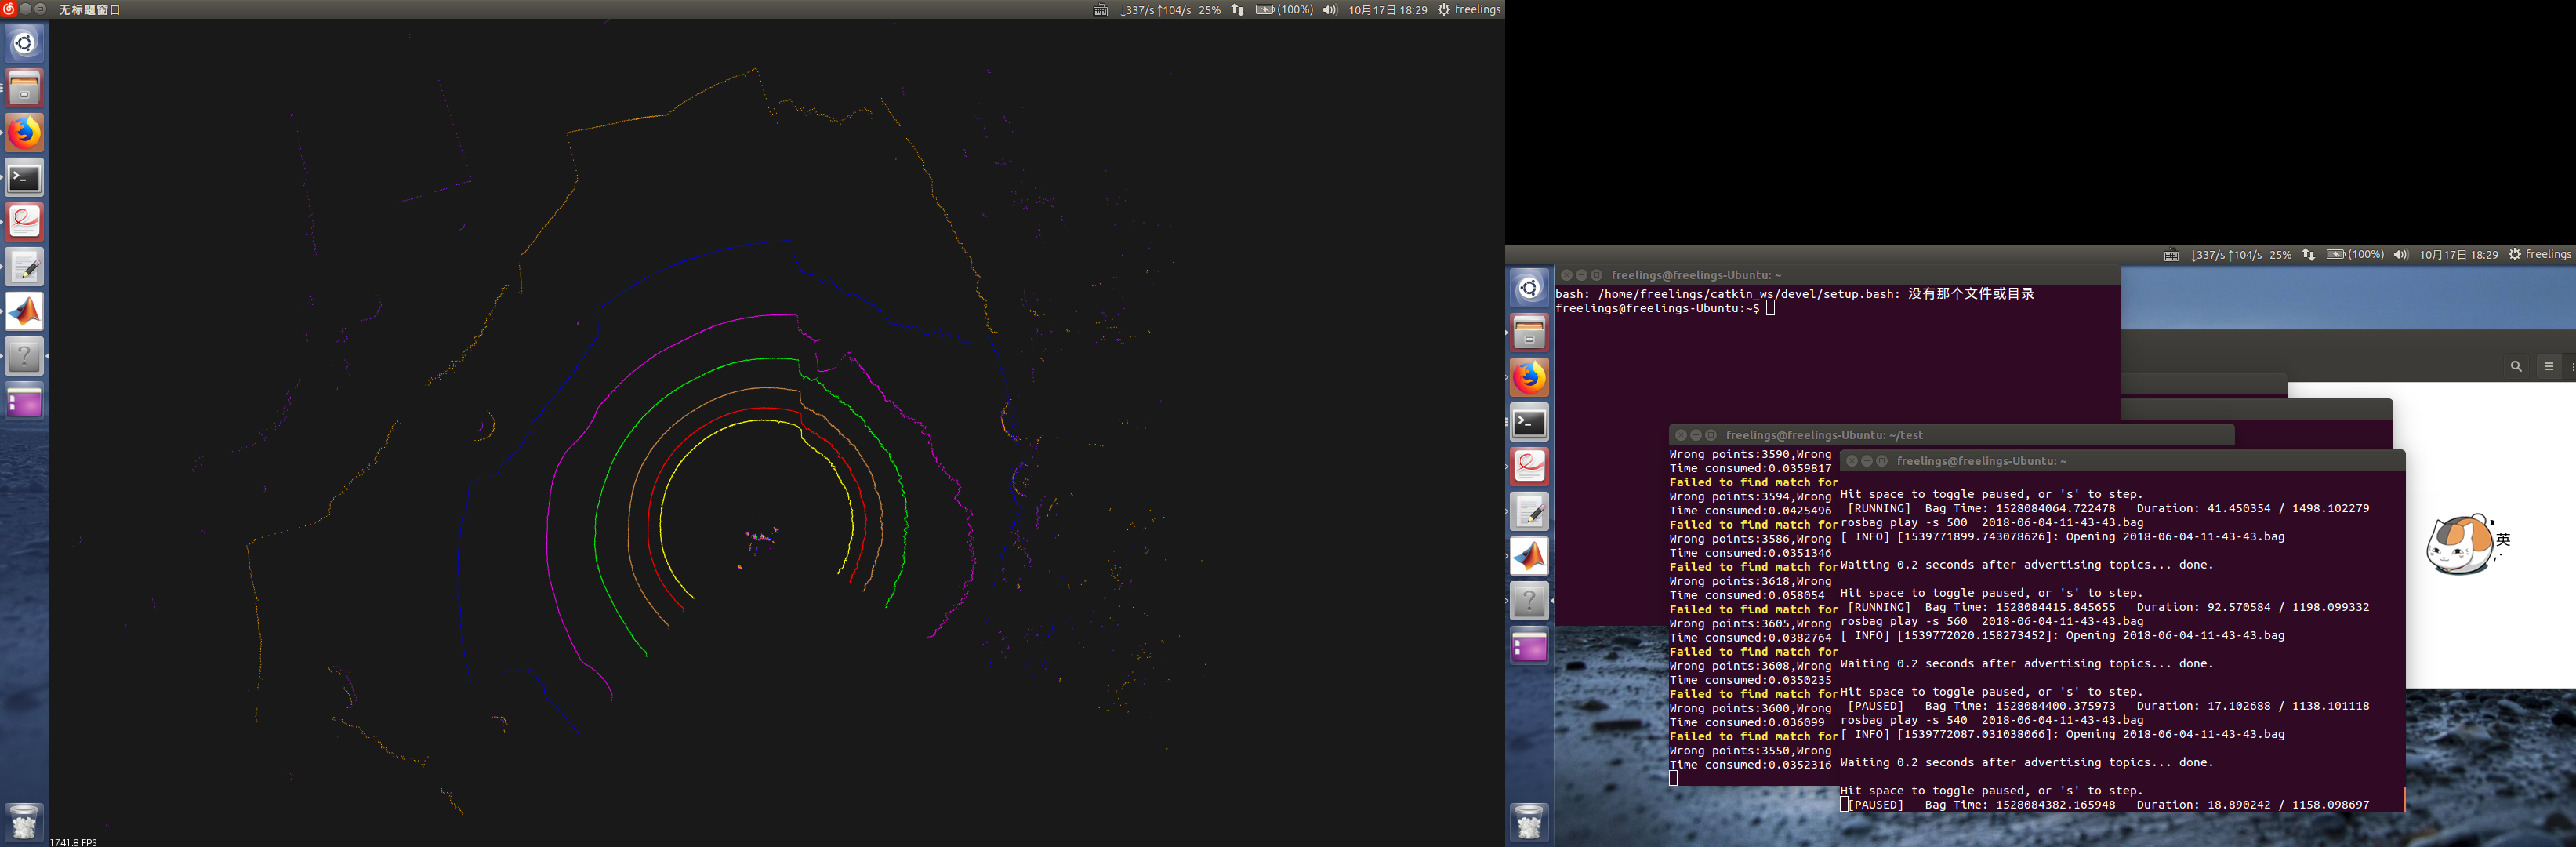 无标题窗口
↓337/s ↑104/s 25% (100%) 10月17日 18:29 freelings
1741.8 FPS
↓337/s ↑104/s 25% (100%) 10月17日 18:29 freelings
freelings@freelings-Ubuntu: ~
bash: /home/freelings/catkin_ws/devel/setup.bash: 没有那个文件或目录
freelings@freelings-Ubuntu:~$
freelings@freelings-Ubuntu: ~/test
Wrong points:3590,Wrong
Time consumed:0.0359817
Failed to find match for
Wrong points:3594,Wrong
Time consumed:0.0425496
Failed to find match for
Wrong points:3586,Wrong
Time consumed:0.0351346
Failed to find match for
Wrong points:3618,Wrong
Time consumed:0.058054
Failed to find match for
Wrong points:3605,Wrong
Time consumed:0.0382764
Failed to find match for
Wrong points:3608,Wrong
Time consumed:0.0350235
Failed to find match for
Wrong points:3600,Wrong
Time consumed:0.036099
Failed to find match for
Wrong points:3550,Wrong
Time consumed:0.0352316
freelings@freelings-Ubuntu: ~
Hit space to toggle paused, or 's' to step.
[RUNNING] Bag Time: 1528084064.722478 Duration: 41.450354 / 1498.102279
rosbag play -s 500 2018-06-04-11-43-43.bag
[ INFO] [1539771899.743078626]: Opening 2018-06-04-11-43-43.bag
Waiting 0.2 seconds after advertising topics... done.
Hit space to toggle paused, or 's' to step.
[RUNNING] Bag Time: 1528084415.845655 Duration: 92.570584 / 1198.099332
rosbag play -s 560 2018-06-04-11-43-43.bag
[ INFO] [1539772020.158273452]: Opening 2018-06-04-11-43-43.bag
Waiting 0.2 seconds after advertising topics... done.
Hit space to toggle paused, or 's' to step.
[PAUSED] Bag Time: 1528084400.375973 Duration: 17.102688 / 1138.101118
rosbag play -s 540 2018-06-04-11-43-43.bag
[ INFO] [1539772087.031038066]: Opening 2018-06-04-11-43-43.bag
Waiting 0.2 seconds after advertising topics... done.
Hit space to toggle paused, or 's' to step.
[PAUSED] Bag Time: 1528084382.165948 Duration: 18.890242 / 1158.098697
英